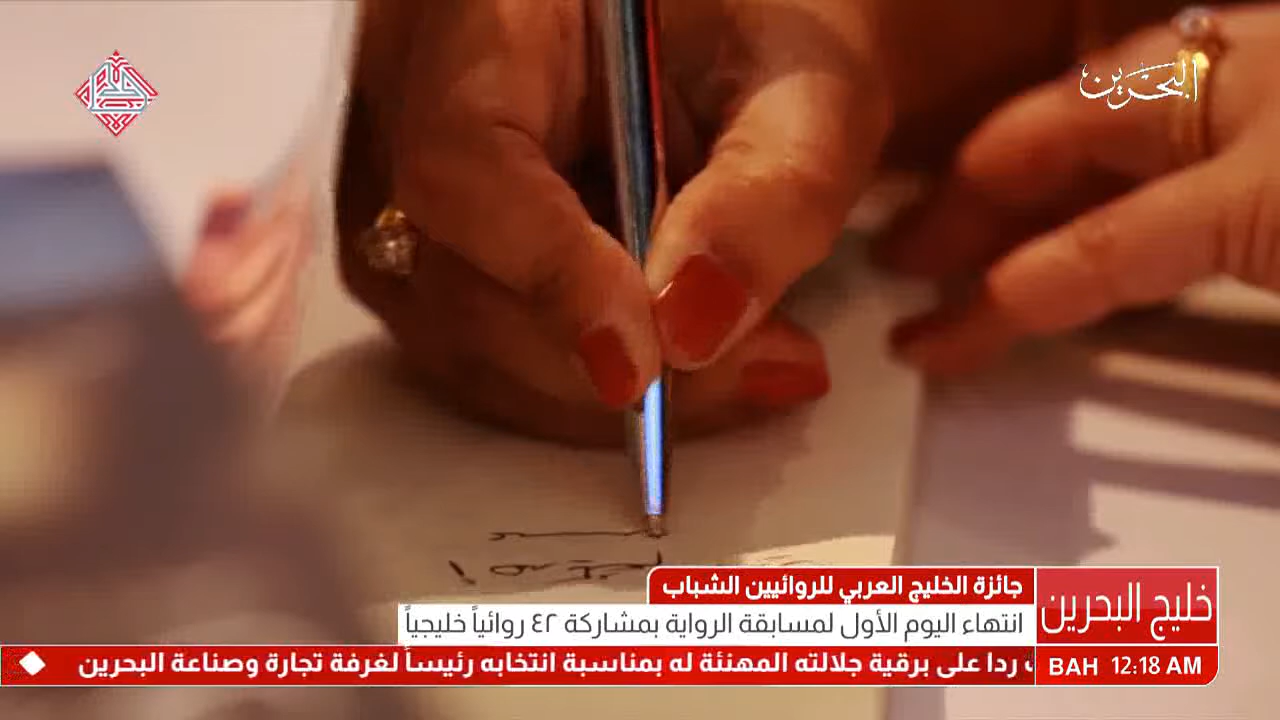 البحرين
جائزة الخليج العربي للروائيين الشباب
خليج البحرين
انتهاء اليوم الأول لمسابقة الرواية بمشاركة ٤٢ روائياً خليجياً
ردا على برقية جلالته المهنئة له بمناسبة انتخابه رئيساً لغرفة تجارة وصناعة البحرين
BAH 12:18 AM